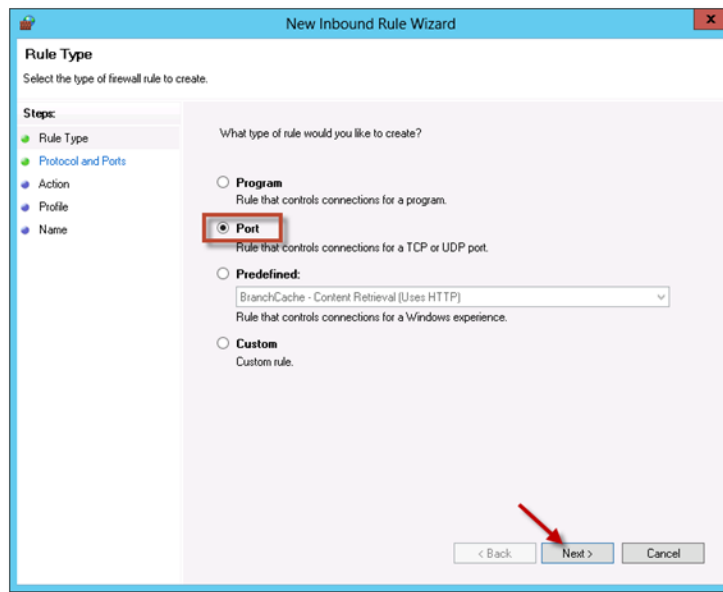 New Inbound Rule Wizard
x
Rule Type
Select the type of firewall rule to create.
Steps:
Rule Type
Protocol and Ports
Action
Profile
Name
What type of rule would you like to create?
Program
Rule that controls connections for a program.
Port
Rule that controls connections for a TCP or UDP port.
Predefined:
BranchCache - Content Retrieval (Uses HTTP)
Rule that controls connections for a Windows experience.
Custom
Custom rule.
< Back
Next >
Cancel